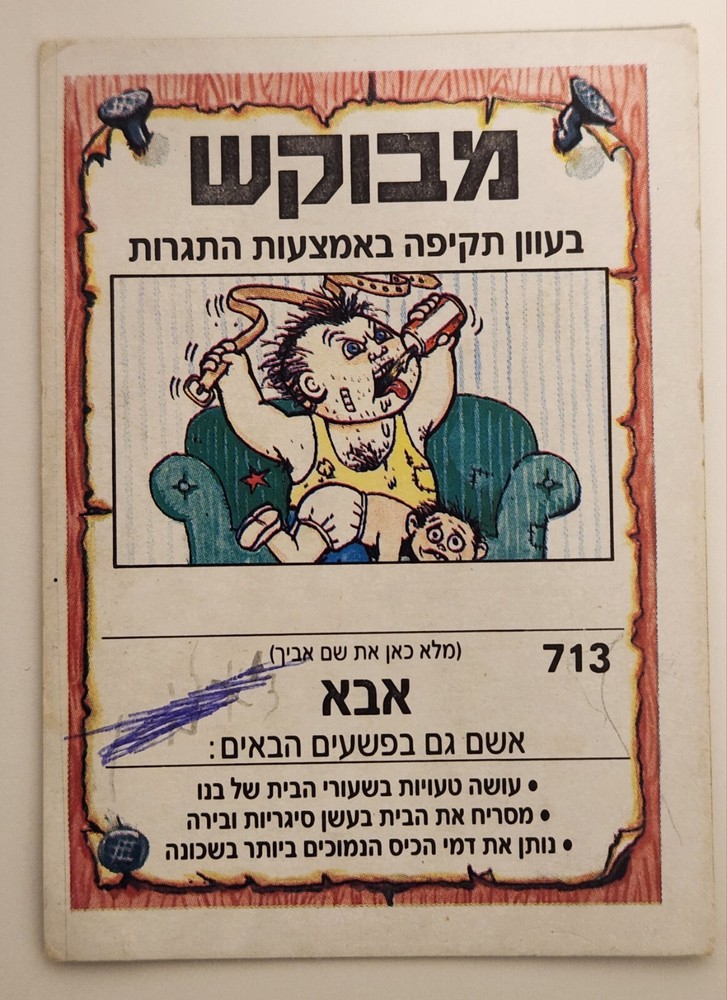 מבוקש
בעוון תקיפה באמצעות התגרות
713
(מלא כאן את שם אביך)
אבא
אשם גם בפשעים הבאים:
• עושה טעויות בשעורי הבית של בנו
• מסריח את הבית בעשן סיגריות ובירה
• נותן את דמי הכיס הנמוכים ביותר בשכונה